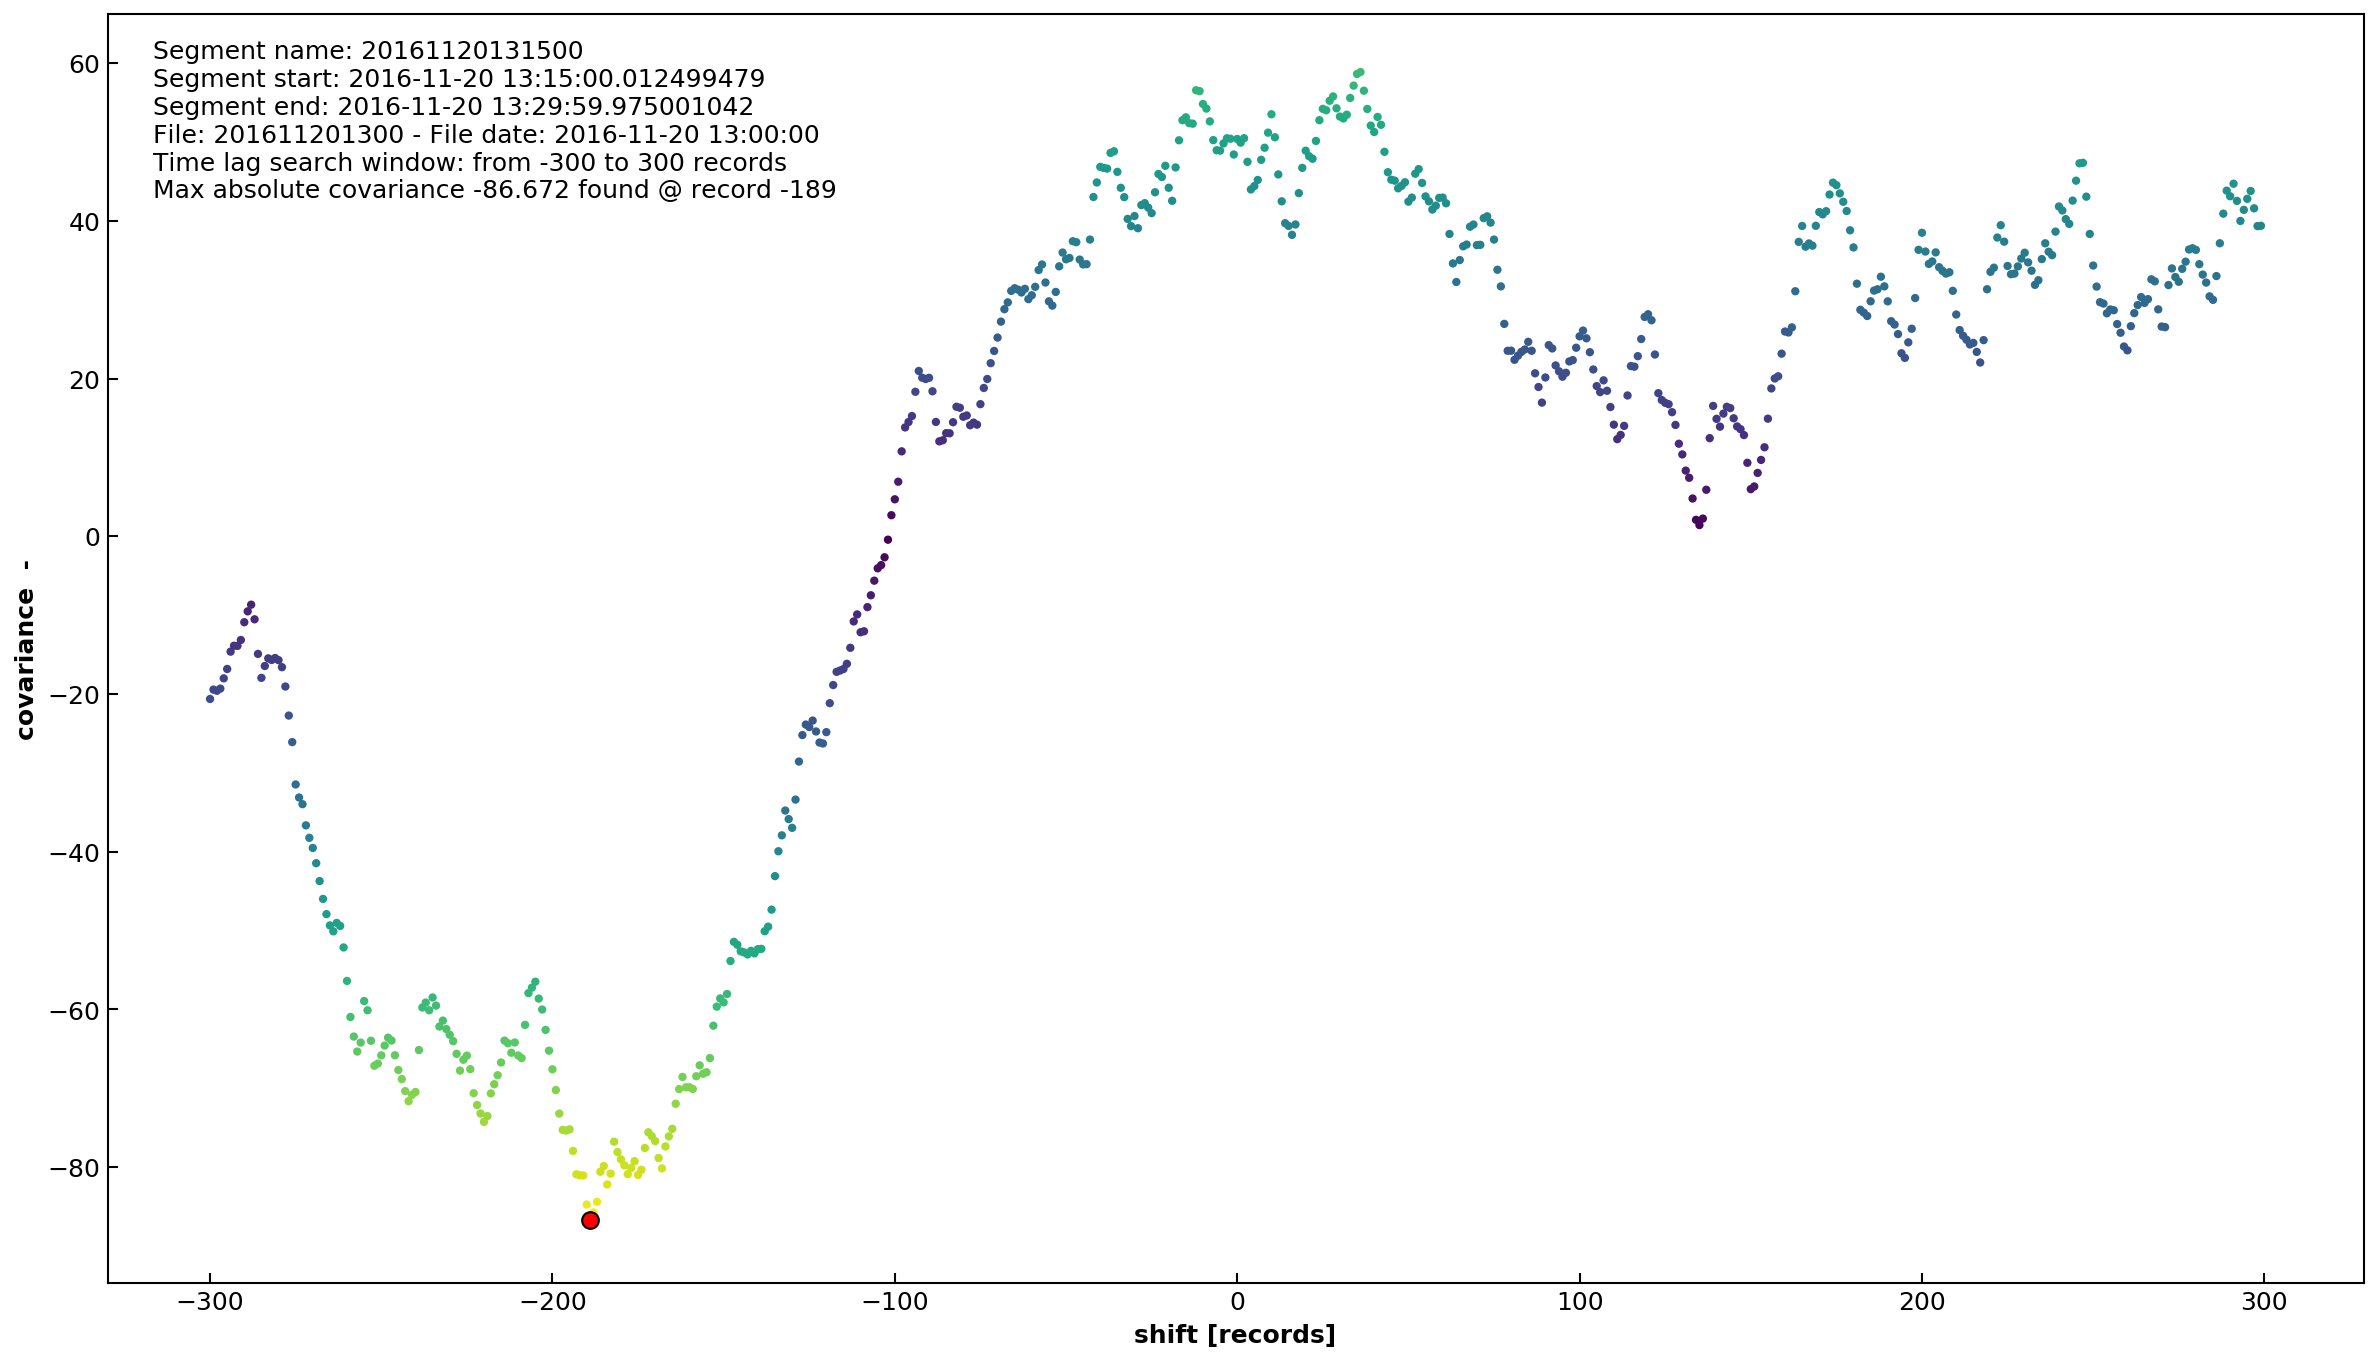 Segment name: 20161120131500
Segment start: 2016-11-20 13:15:00.012499479
Segment end: 2016-11-20 13:29:59.975001042
File: 201611201300 - File date: 2016-11-20 13:00:00
Time lag search window: from -300 to 300 records
Max absolute covariance -86.672 found @ record -189
60
40
20
0
−20
−40
−60
−80
covariance -
−300 −200 −100 0 100 200 300
shift [records]